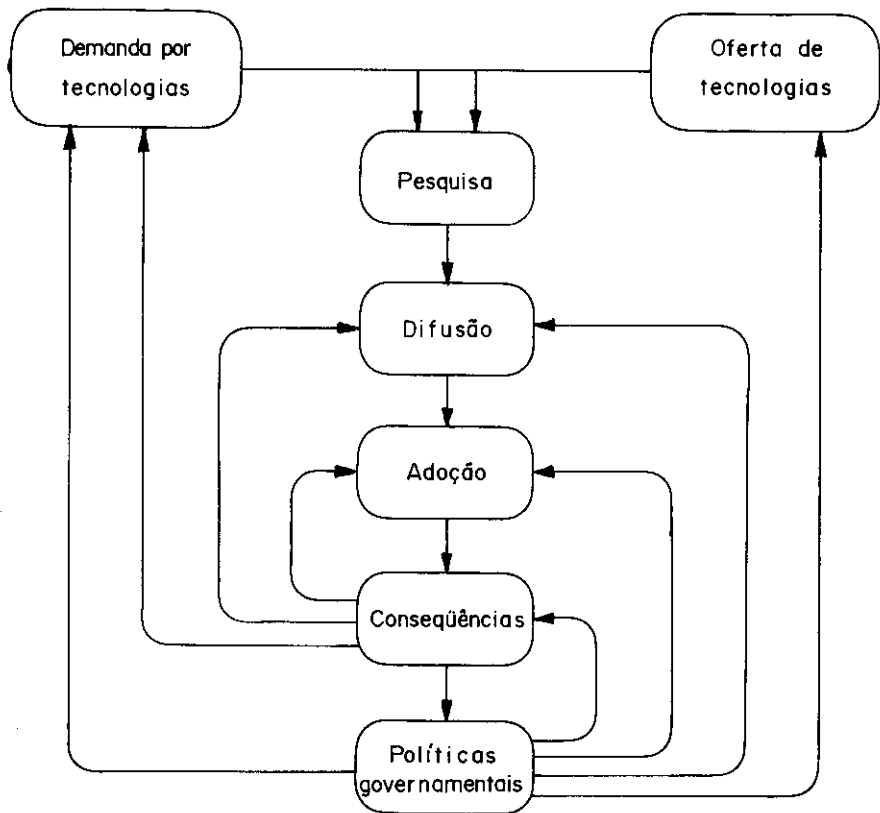 Demanda por
tecnologias
Oferta de
tecnologias
Pesquisa
Difusão
Adoção
Conseqüências
Políticas
governamentais